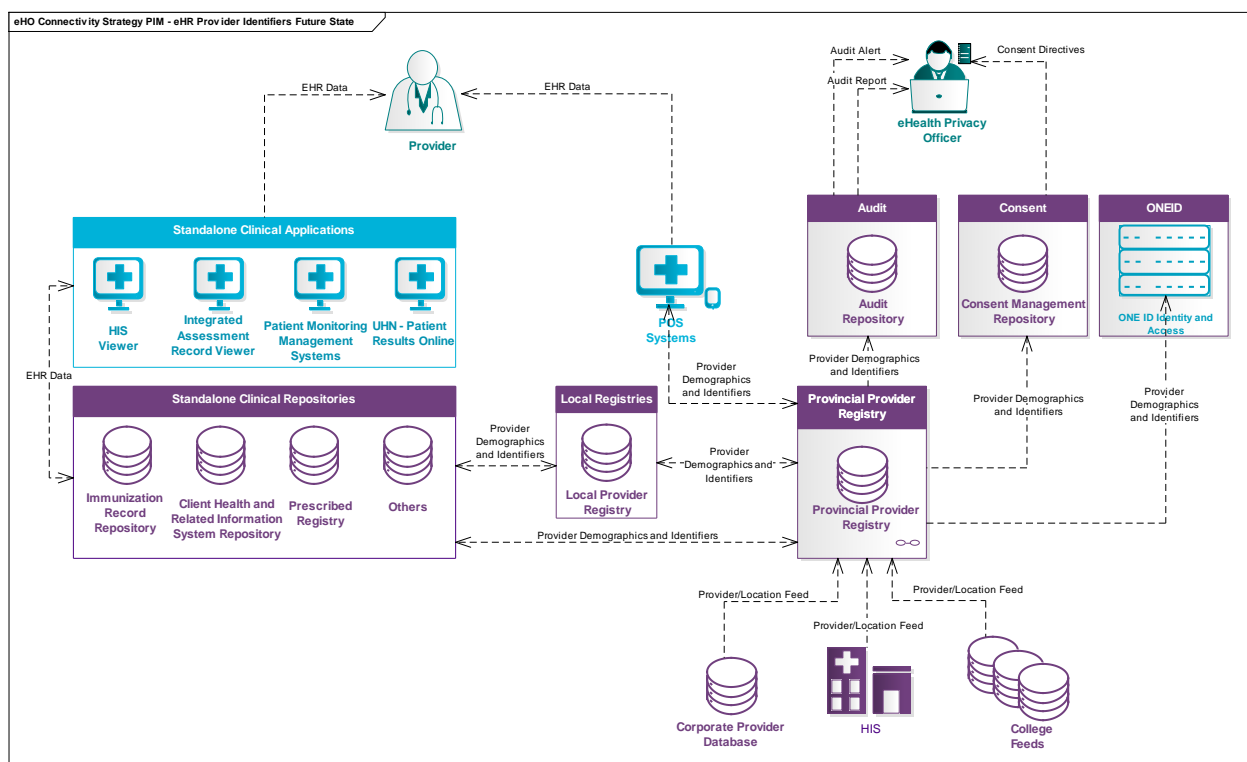 eHO Connectivity Strategy PIM - eHR Provider Identifiers Future State
Audit Alert
Consent Directives
Audit Report
EHR Data
EHR Data
eHealth Privacy
Officer
Provider
Standalone Clinical Applications
HIS
Viewer
Integrated
Assessment
Record Viewer
Patient Monitoring
Management
Systems
UHN - Patient
Results Online
POS
Systems
Audit
Audit
Repository
Consent
Consent Management
Repository
ONEID
ONE ID Identity and
Access
EHR Data
Provider
Demographics
and Identifiers
Provider Demographics
and Identifiers
Provider Demographics
and Identifiers
Provider
Demographics
and Identifiers
Standalone Clinical Repositories
Immunization
Record
Repository
Client Health and
Related Information
System Repository
Prescribed
Registry
Others
Provider
Demographics
and Identifiers
Local Registries
Local Provider
Registry
Provider
Demographics and
Identifiers
Provincial Provider
Registry
Provincial Provider
Registry
Provider Demographics and Identifiers
Provider/Location Feed
Provider/Location Feed
Provider/Location Feed
Corporate Provider
Database
HIS
College
Feeds